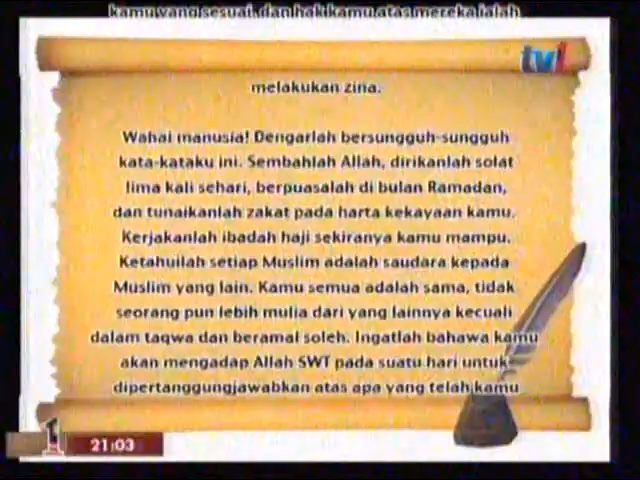 kamu yang sesuai, dan hak kamu atas mereka ialah
tv1
melakukan zina.
Wahai manusia! Dengarlah bersungguh-sungguh
kata-kataku ini. Sembahlah Allah, dirikanlah solat
lima kali sehari, berpuasalah di bulan Ramadan,
dan tunaikanlah zakat pada harta kekayaan kamu.
Kerjakanlah ibadah haji sekiranya kamu mampu.
Ketahuilah setiap Muslim adalah saudara kepada
Muslim yang lain. Kamu semua adalah sama, tidak
seorang pun lebih mulia dari yang lainnya kecuali
dalam taqwa dan beramal soleh. Ingatlah bahawa kamu
akan mengadap Allah SWT pada suatu hari untuk
dipertanggungjawabkan atas apa yang telah kamu
1
21:03